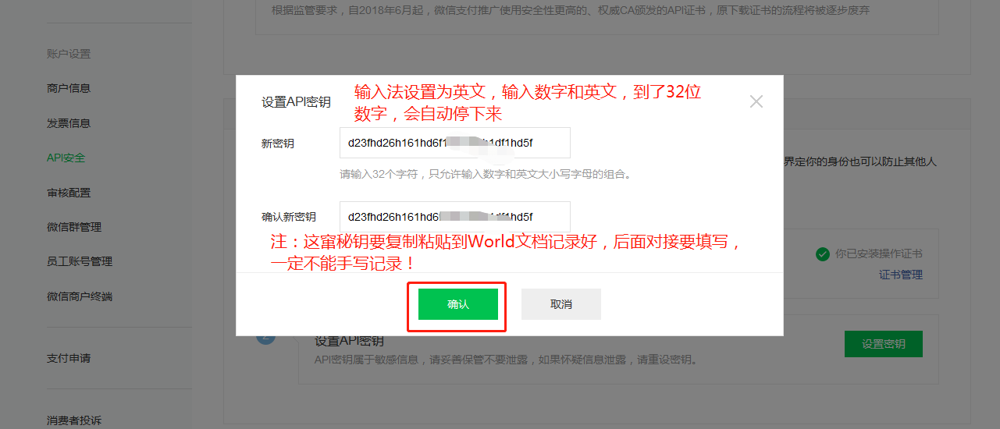 根据监管要求，自2018年6月起，微信支付推广使用安全性更高的、权威CA颁发的API证书，原下载证书的流程将被逐步废弃
账户设置
商户信息
发票信息
API安全
审核配置
微信群管理
员工账号管理
微信商户终端
支付申请
消费者投诉
设置API密钥
输入法设置为英文，输入数字和英文，到了32位
数字，会自动停下来
新密钥
d23fhd26h161hd6f1 h1df1hd5f
请输入32个字符，只允许输入数字和英文大小写字母的组合。
确认新密钥
d23fhd26h161hd6 1df1hd5f
注：这窜秘钥要复制粘贴到World文档记录好，后面对接要填写，
一定不能手写记录！
确认
取消
界定你的身份也可以防止其他人
你已安装操作证书
证书管理
2
设置API密钥
API密钥属于敏感信息，请妥善保管不要泄露，如果怀疑信息泄露，请重设密钥。
设置密钥